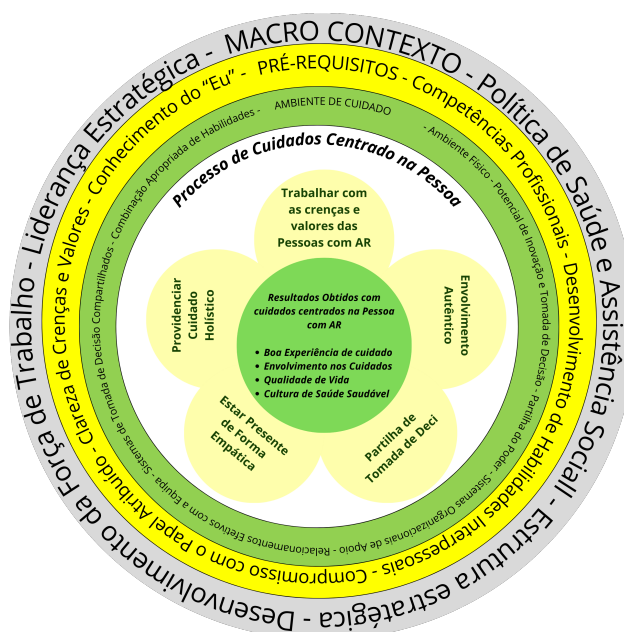 MACRO CONTEXTO - Política de Saúde e Assistência Sociall - Estrutura estratégica - Desenvolvimento da Força de Trabalho - Liderança Estratégica -
PRÉ-REQUISITOS - Competências Profissionais - Desenvolvimento de Habilidades Interpessoais - Compromisso com o Papel Atribuído - Clareza de Crenças e Valores - Conhecimento do “Eu” -
AMBIENTE DE CUIDADO
- Ambiente Fisico - Potencial de Inovação e Tomada de Decisão - Partilha do Poder - Sistemas Organizacionais de Apoio - Relacionamentos Efetivos com a Equipa - Sistemas de Tomada de Decisão Compartilhados - Combinação Apropriada de Habilidades -
Processo de Cuidados Centrado na Pessoa
Trabalhar com
as crenças e
valores das
Pessoas com AR
Envolvimento
Autêntico
Partilha de
Tomada de Deci
Estar Presente
de Forma
Empática
Providenciar
Cuidado
Holístico
Resultados Obtidos com
cuidados centrados na Pessoa
com AR
• Boa Experiência de cuidado
• Envolvimento nos Cuidados
• Qualidade de Vida
• Cultura de Saúde Saudável